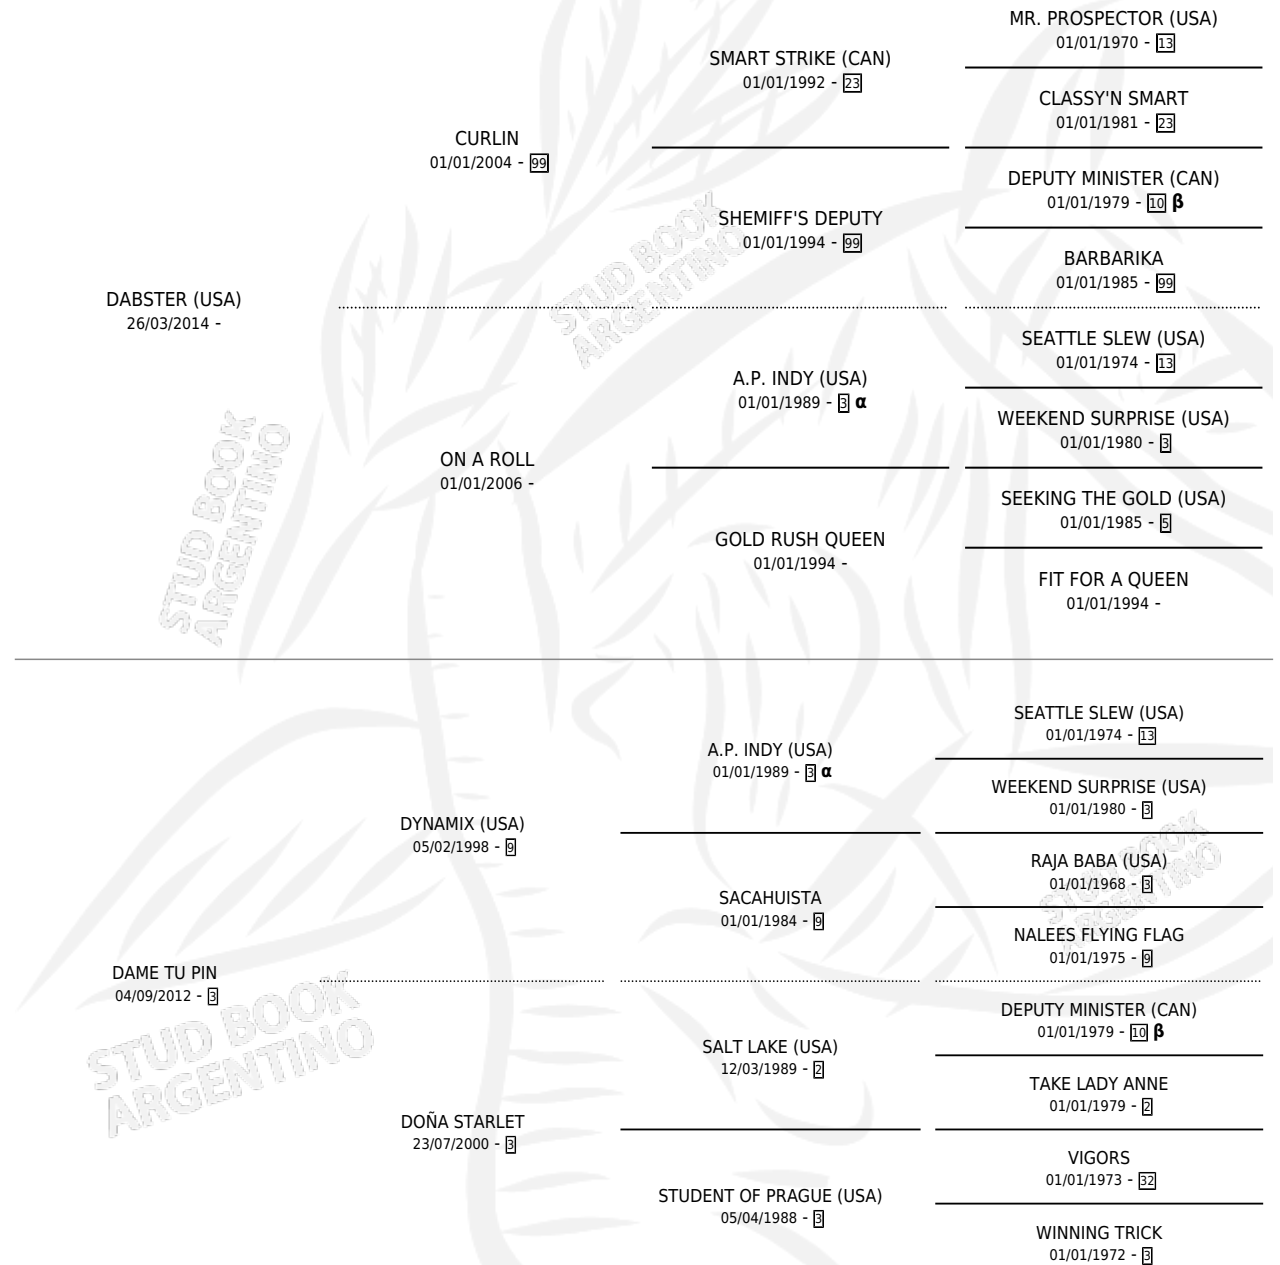 MR. PROSPECTOR (USA)
01/01/1970 - 13
SMART STRIKE (CAN)
01/01/1992 - 23
CLASSY'N SMART
01/01/1981 - 23
CURLIN
01/01/2004 - 99
DEPUTY MINISTER (CAN)
01/01/1979 - 10 β
SHEMIFF'S DEPUTY
01/01/1994 - 99
BARBARIKA
01/01/1985 - 99
DABSTER (USA)
26/03/2014 -
SEATTLE SLEW (USA)
01/01/1974 - 13
A.P. INDY (USA)
01/01/1989 - 3 α
WEEKEND SURPRISE (USA)
01/01/1980 - 3
ON A ROLL
01/01/2006 -
SEEKING THE GOLD (USA)
01/01/1985 - 5
GOLD RUSH QUEEN
01/01/1994 -
FIT FOR A QUEEN
01/01/1994 -
SEATTLE SLEW (USA)
01/01/1974 - 13
A.P. INDY (USA)
01/01/1989 - 3 α
WEEKEND SURPRISE (USA)
01/01/1980 - 3
DYNAMIX (USA)
05/02/1998 - 9
RAJA BABA (USA)
01/01/1968 - 3
SACAHUISTA
01/01/1984 - 9
NALEES FLYING FLAG
01/01/1975 - 9
DAME TU PIN
04/09/2012 - 3
DEPUTY MINISTER (CAN)
01/01/1979 - 10 β
SALT LAKE (USA)
12/03/1989 - 2
TAKE LADY ANNE
01/01/1979 - 2
DOÑA STARLET
23/07/2000 - 3
VIGORS
01/01/1973 - 32
STUDENT OF PRAGUE (USA)
05/04/1988 - 3
WINNING TRICK
01/01/1972 - 3
STUD BOOK
ARGENTINO
STUD BOOK
ARGENTINO
STUD BOOK
ARGENTINO
STUD BOOK
ARGENTINO